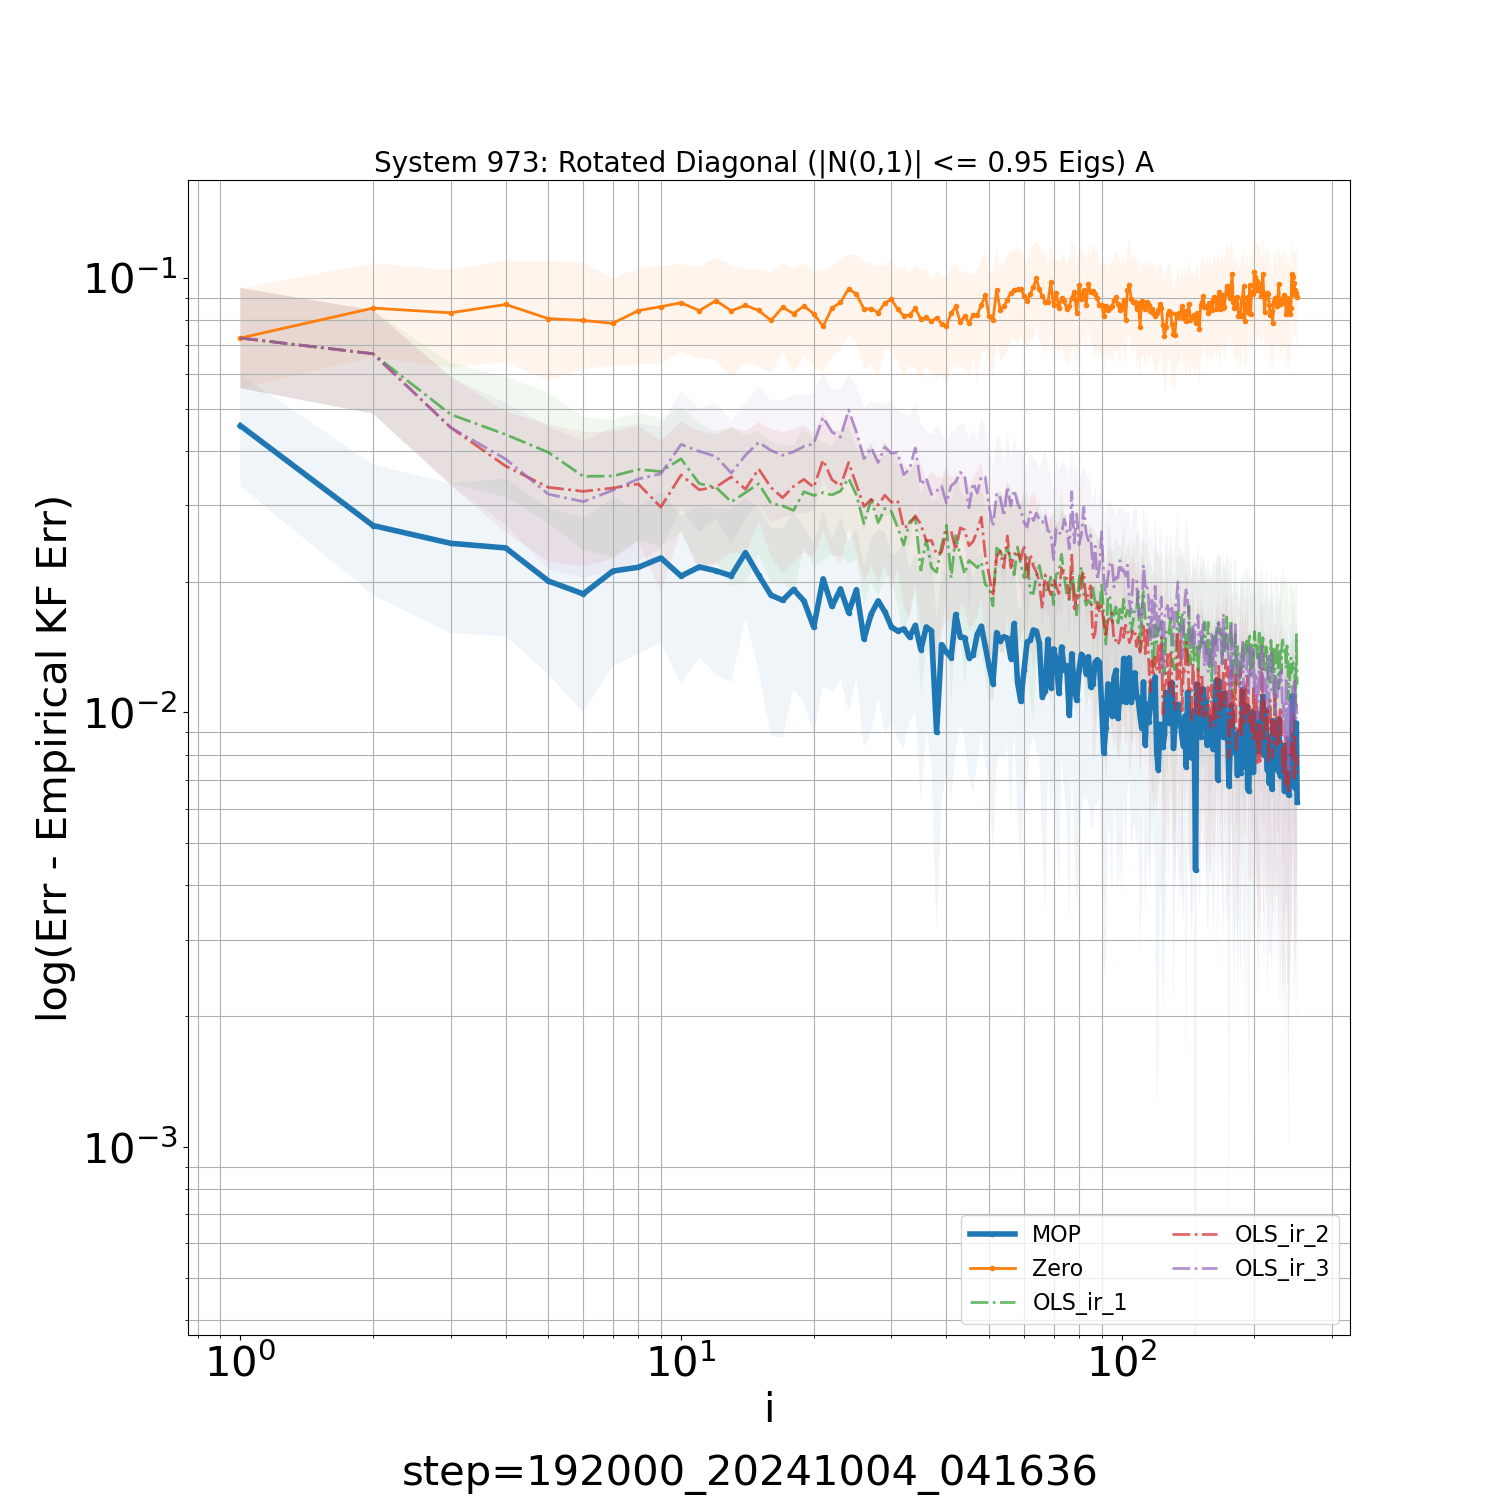 System 973: Rotated Diagonal (|N(0,1)| <= 0.95 Eigs) A
log(Err - Empirical KF Err)
10⁻¹
10⁻²
10⁻³
10⁰ 10¹ 10²
i
step=192000_20241004_041636
MOP
Zero
OLS_ir_1
OLS_ir_2
OLS_ir_3